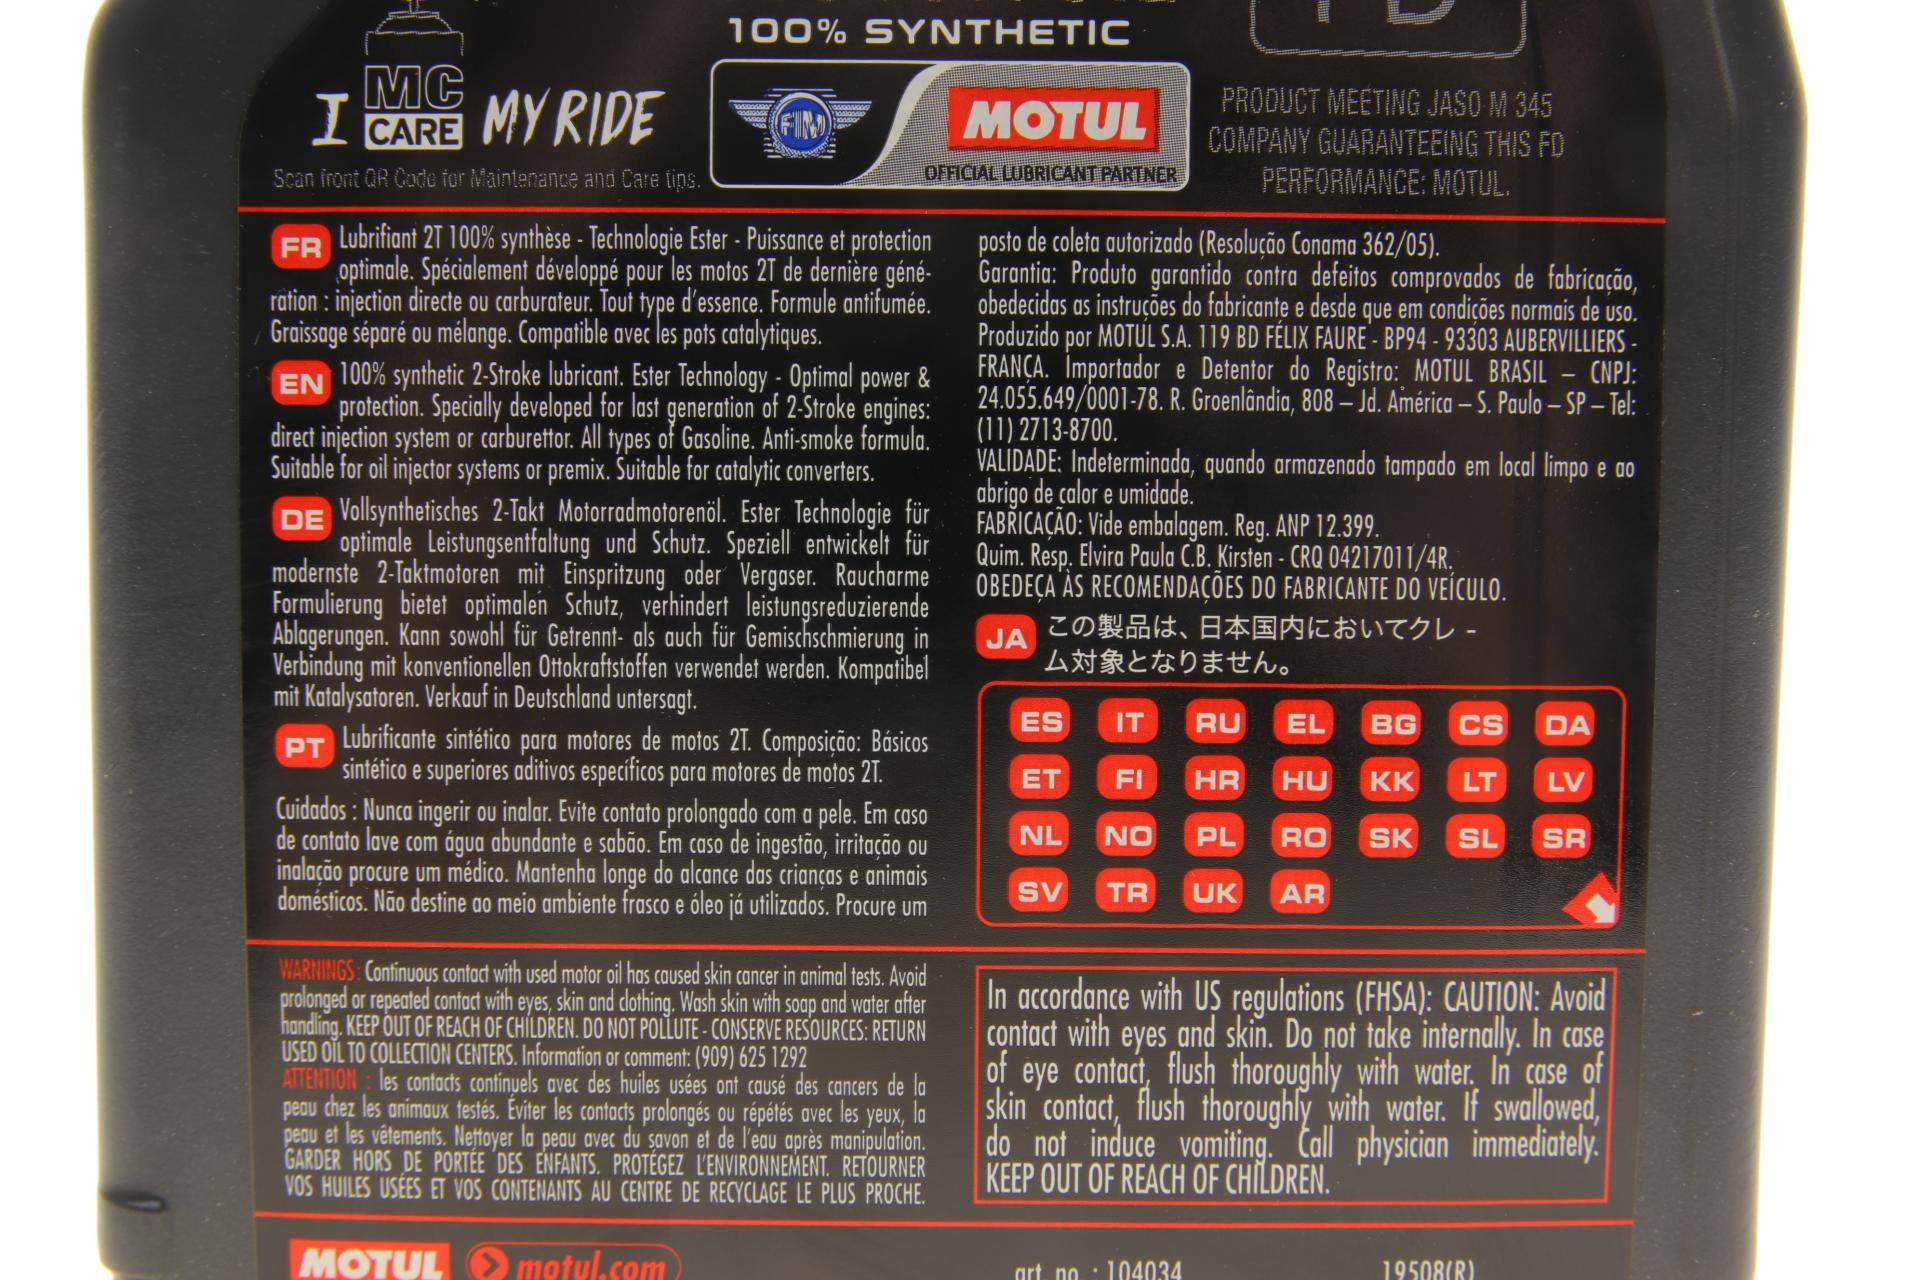 100% SYNTHETIC
I MC CARE MY RIDE
Scan front QR Code for Maintenance and Care tips.
FIM
MOTUL
OFFICIAL LUBRICANT PARTNER
PRODUCT MEETING JASO M 345
COMPANY GUARANTEEING THIS FD
PERFORMANCE: MOTUL.
FR Lubrifiant 2T 100% synthèse - Technologie Ester - Puissance et protection
optimale. Spécialement développé pour les motos 2T de dernière géné-
ration : injection directe ou carburateur. Tout type d'essence. Formule antifumée.
Graissage séparé ou mélange. Compatible avec les pots catalytiques.
EN 100% synthetic 2-Stroke lubricant. Ester Technology - Optimal power &
protection. Specially developed for last generation of 2-Stroke engines:
direct injection system or carburettor. All types of Gasoline. Anti-smoke formula.
Suitable for oil injector systems or premix. Suitable for catalytic converters.
DE Vollsynthetisches 2-Takt Motorradmotorenöl. Ester Technologie für
optimale Leistungsentfaltung und Schutz. Speziell entwickelt für
modernste 2-Taktmotoren mit Einspritzung oder Vergaser. Raucharme
Formulierung bietet optimalen Schutz, verhindert leistungsreduzierende
Ablagerungen. Kann sowohl für Getrennt- als auch für Gemischschmierung in
Verbindung mit konventionellen Ottokraftstoffen verwendet werden. Kompatibel
mit Katalysatoren. Verkauf in Deutschland untersagt.
PT Lubrificante sintético para motores de motos 2T. Composição: Básicos
sintético e superiores aditivos específicos para motores de motos 2T.
Cuidados : Nunca ingerir ou inalar. Evite contato prolongado com a pele. Em caso
de contato lave com água abundante e sabão. Em caso de ingestão, irritação ou
inalação procure um médico. Mantenha longe do alcance das crianças e animais
domésticos. Não destine ao meio ambiente frasco e óleo já utilizados. Procure um
posto de coleta autorizado (Resolução Conama 362/05).
Garantia: Produto garantido contra defeitos comprovados de fabricação,
obedecidas as instruções do fabricante e desde que em condições normais de uso.
Produzido por MOTUL S.A. 119 BD FÉLIX FAURE - BP94 - 93303 AUBERVILLIERS -
FRANÇA. Importador e Detentor do Registro: MOTUL BRASIL – CNPJ:
24.055.649/0001-78. R. Groenlândia, 808 – Jd. América – S. Paulo – SP – Tel:
(11) 2713-8700.
VALIDADE: Indeterminada, quando armazenado tampado em local limpo e ao
abrigo de calor e umidade.
FABRICAÇÃO: Vide embalagem. Reg. ANP 12.399.
Quim. Resp. Elvira Paula C.B. Kirsten - CRQ 04217011/4R.
OBEDEÇA ÀS RECOMENDAÇÕES DO FABRICANTE DO VEÍCULO.
JA この製品は、日本国内においてクレ -
ム対象となりません。
ES IT RU EL BG CS DA
ET FI HR HU KK LT LV
NL NO PL RO SK SL SR
SV TR UK AR
WARNINGS: Continuous contact with used motor oil has caused skin cancer in animal tests. Avoid
prolonged or repeated contact with eyes, skin and clothing. Wash skin with soap and water after
handling. KEEP OUT OF REACH OF CHILDREN. DO NOT POLLUTE - CONSERVE RESOURCES: RETURN
USED OIL TO COLLECTION CENTERS. Information or comment: (909) 625 1292
ATTENTION : les contacts continuels avec des huiles usées ont causé des cancers de la
peau chez les animaux testés. Éviter les contacts prolongés ou répétés avec les yeux, la
peau et les vêtements. Nettoyer la peau avec du savon et de l'eau après manipulation.
GARDER HORS DE PORTÉE DES ENFANTS. PROTÉGEZ L'ENVIRONNEMENT. RETOURNER
VOS HUILES USÉES ET VOS CONTENANTS AU CENTRE DE RECYCLAGE LE PLUS PROCHE.
In accordance with US regulations (FHSA): CAUTION: Avoid
contact with eyes and skin. Do not take internally. In case
of eye contact, flush thoroughly with water. In case of
skin contact, flush thoroughly with water. If swallowed,
do not induce vomiting. Call physician immediately.
KEEP OUT OF REACH OF CHILDREN.
MOTUL motul.com
art. no. : 104034 19508(R)